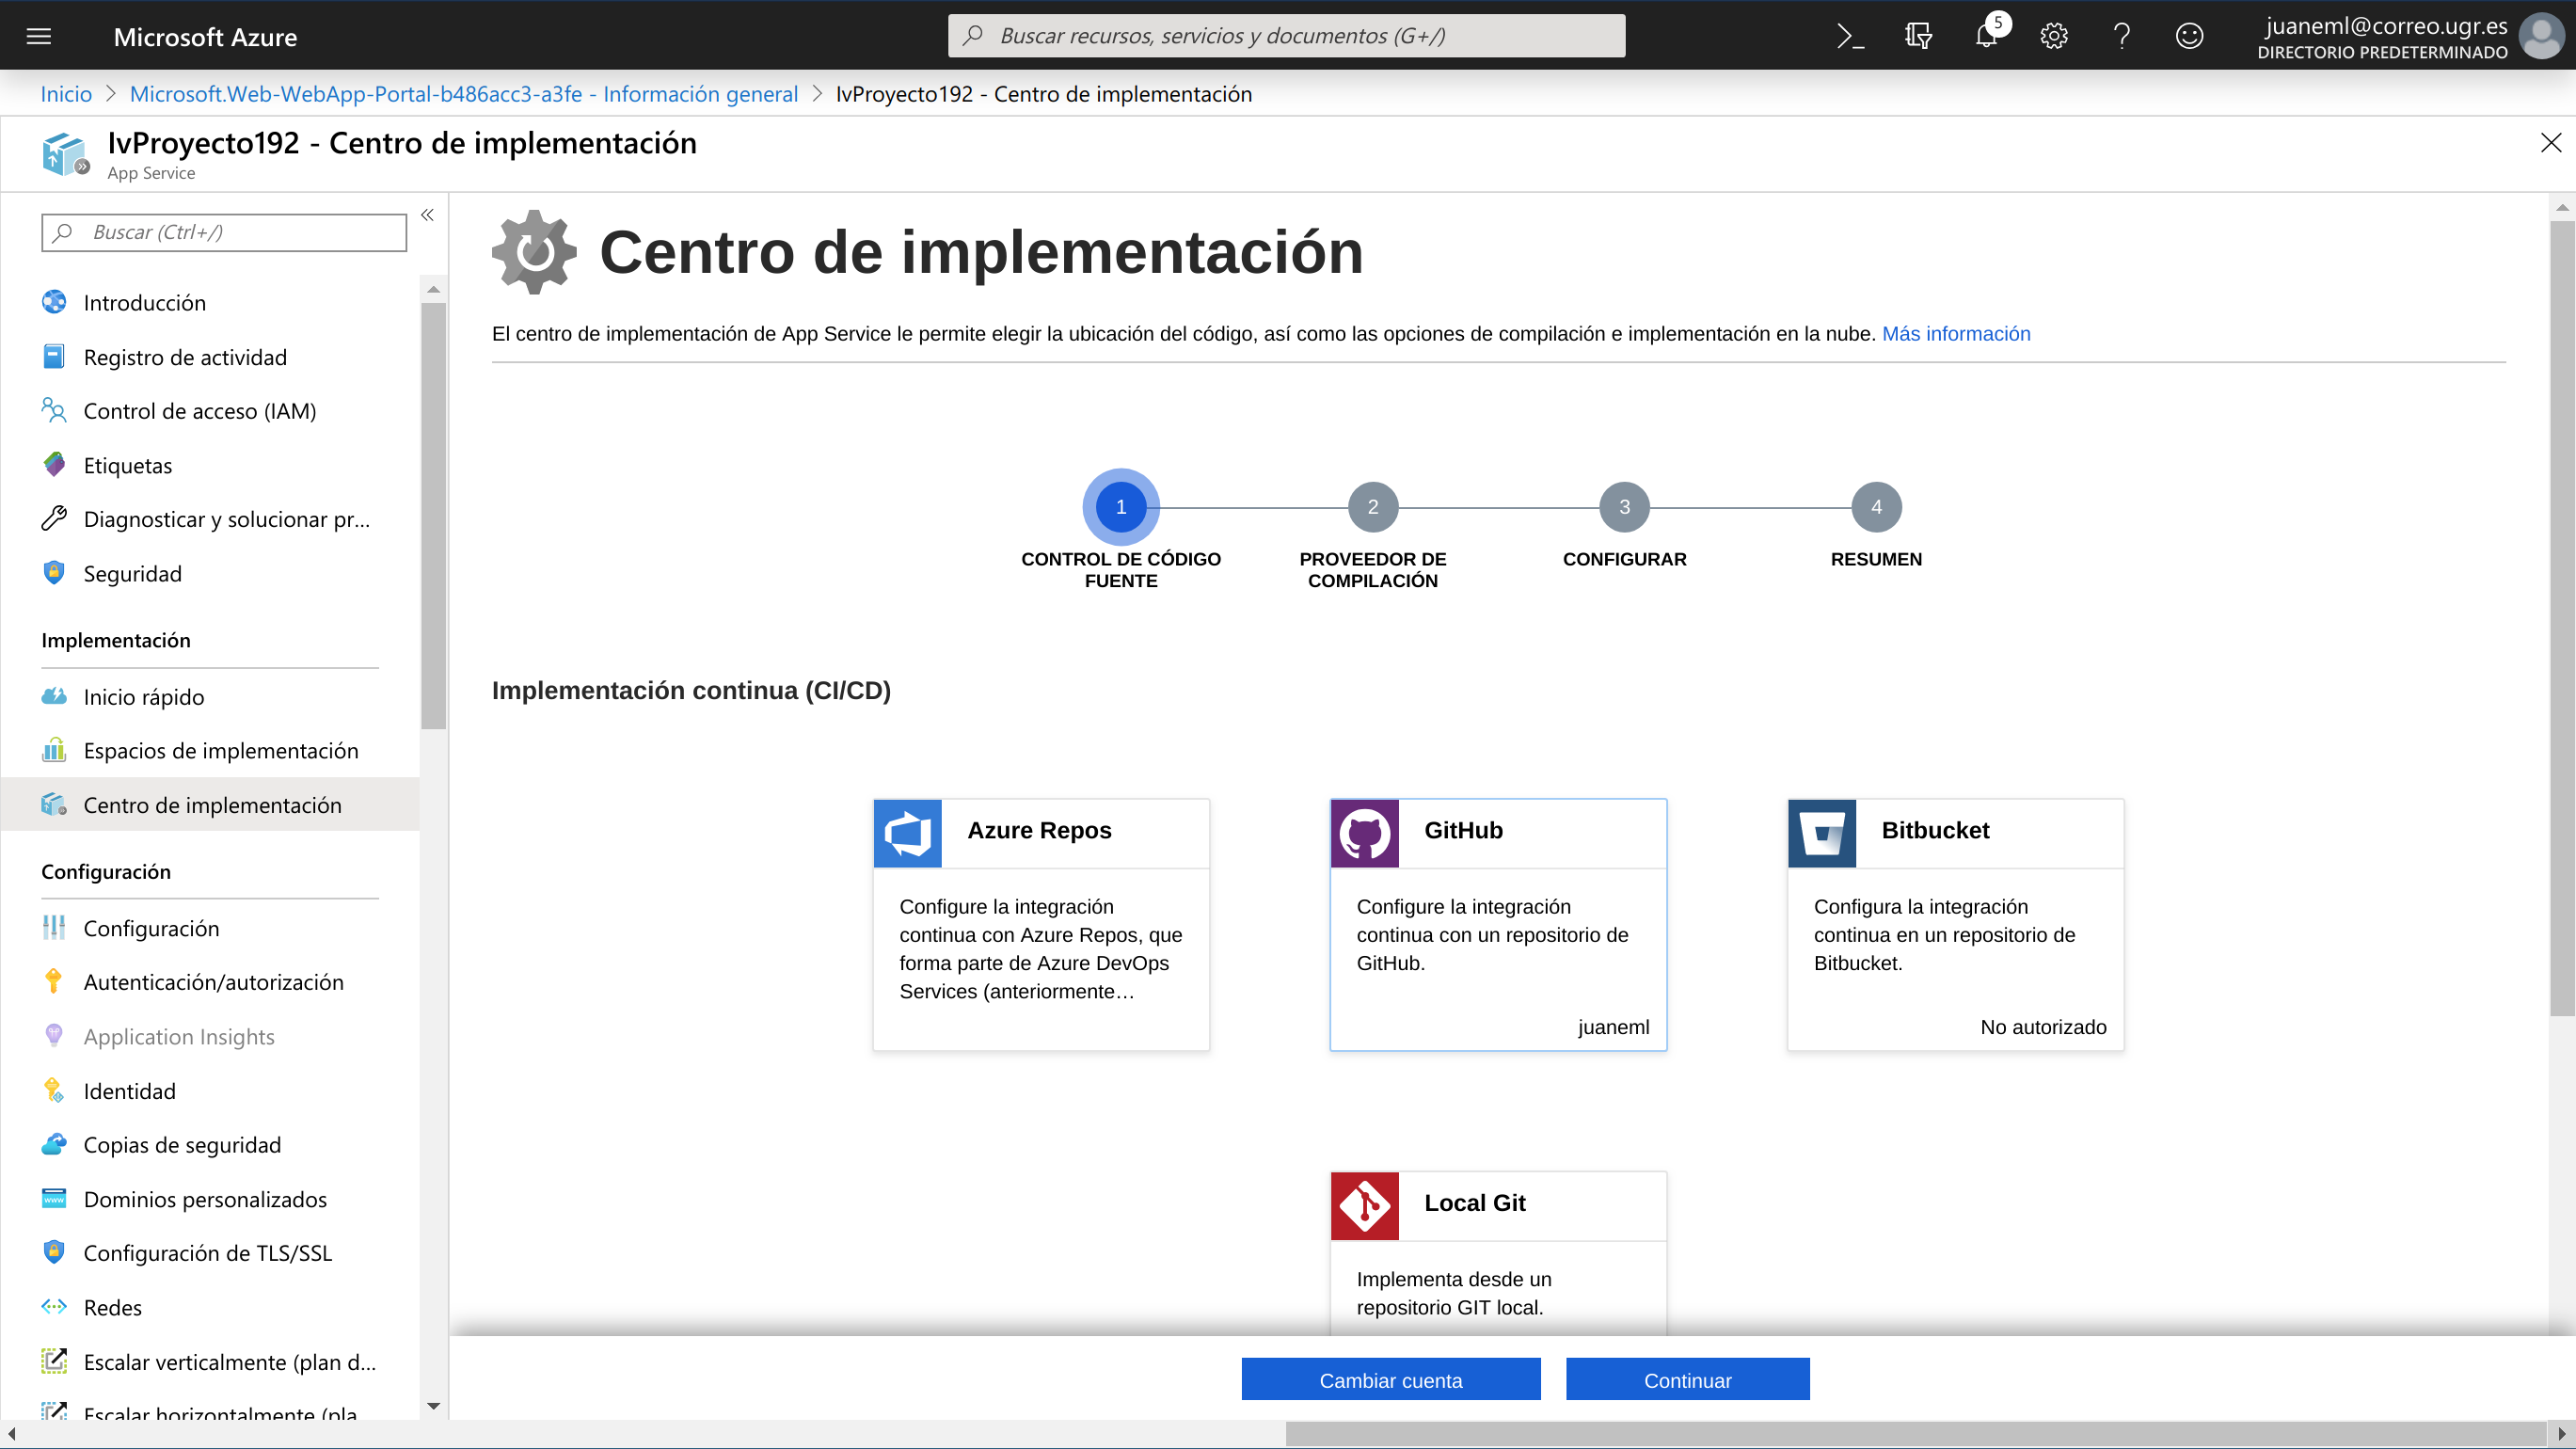 Microsoft Azure
Buscar recursos, servicios y documentos (G+/)
5
juaneml@correo.ugr.es
DIRECTORIO PREDETERMINADO
Inicio > Microsoft.Web-WebApp-Portal-b486acc3-a3fe - Información general > IvProyecto192 - Centro de implementación
IvProyecto192 - Centro de implementación
App Service
Buscar (Ctrl+/)
Introducción
Registro de actividad
Control de acceso (IAM)
Etiquetas
Diagnosticar y solucionar pr...
Seguridad
Implementación
Inicio rápido
Espacios de implementación
Centro de implementación
Configuración
Configuración
Autenticación/autorización
Application Insights
Identidad
Copias de seguridad
Dominios personalizados
Configuración de TLS/SSL
Redes
Escalar verticalmente (plan d...
Escalar horizontalmente (pla
Centro de implementación
El centro de implementación de App Service le permite elegir la ubicación del código, así como las opciones de compilación e implementación en la nube. Más información
1
2
3
4
CONTROL DE CÓDIGO
FUENTE
PROVEEDOR DE
COMPILACIÓN
CONFIGURAR
RESUMEN
Implementación continua (CI/CD)
Azure Repos
Configure la integración
continua con Azure Repos, que
forma parte de Azure DevOps
Services (anteriormente…
GitHub
Configure la integración
continua con un repositorio de
GitHub.
juaneml
Bitbucket
Configura la integración
continua en un repositorio de
Bitbucket.
No autorizado
Local Git
Implementa desde un
repositorio GIT local.
Cambiar cuenta
Continuar